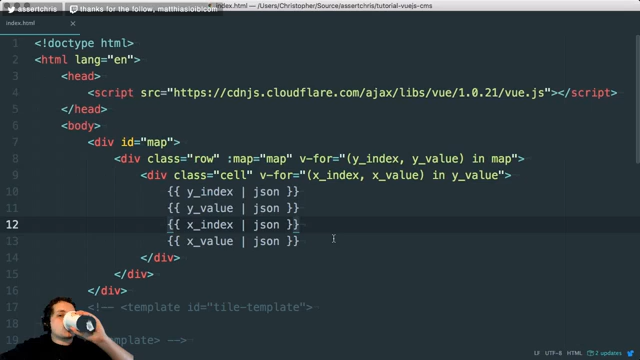 assertchris thanks for the follow, matthiasloibl.com! index.html — /Users/Christopher/Source/assertchris/tutorial-vuejs-cms
index.html ×
1 <!doctype html>
2 <html lang="en">
3 <head>
4 <script src="https://cdnjs.cloudflare.com/ajax/libs/vue/1.0.21/vue.js"></script>
5 </head>
6 <body>
7 <div id="map">
8 <div class="row" :map="map" v-for="(y_index, y_value) in map">
9 <div class="cell" v-for="(x_index, x_value) in y_value">
10 {{ y_index | json }}
11 {{ y_value | json }}
12 {{ x_index | json }}
13 {{ x_value | json }}
14 </div>
15 </div>
16 </div>
17 <!-- <template id="tile-template">
18
19 template> -->
LF UTF-8 HTML 2 updates